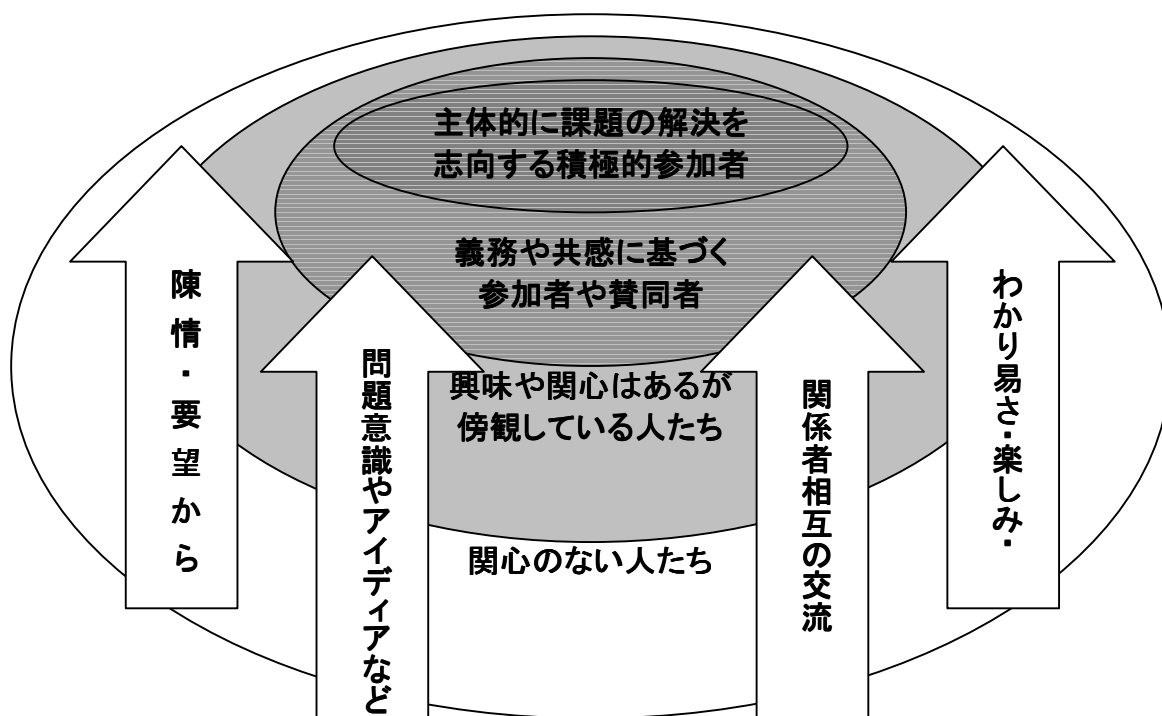 主体的に課題の解決を
志向する積極的参加者
義務や共感に基づく
参加者や賛同者
興味や関心はあるが
傍観している人たち
関心のない人たち
陳情・要望から
問題意識やアイディアなど
関係者相互の交流
わかり易さ・楽しみ・